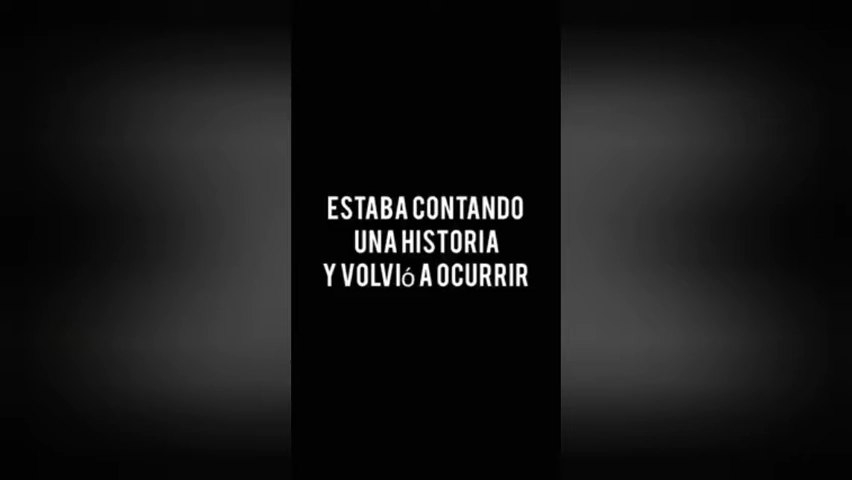 ESTABA CONTANDO
UNA HISTORIA
Y VOLVIó A OCURRIR